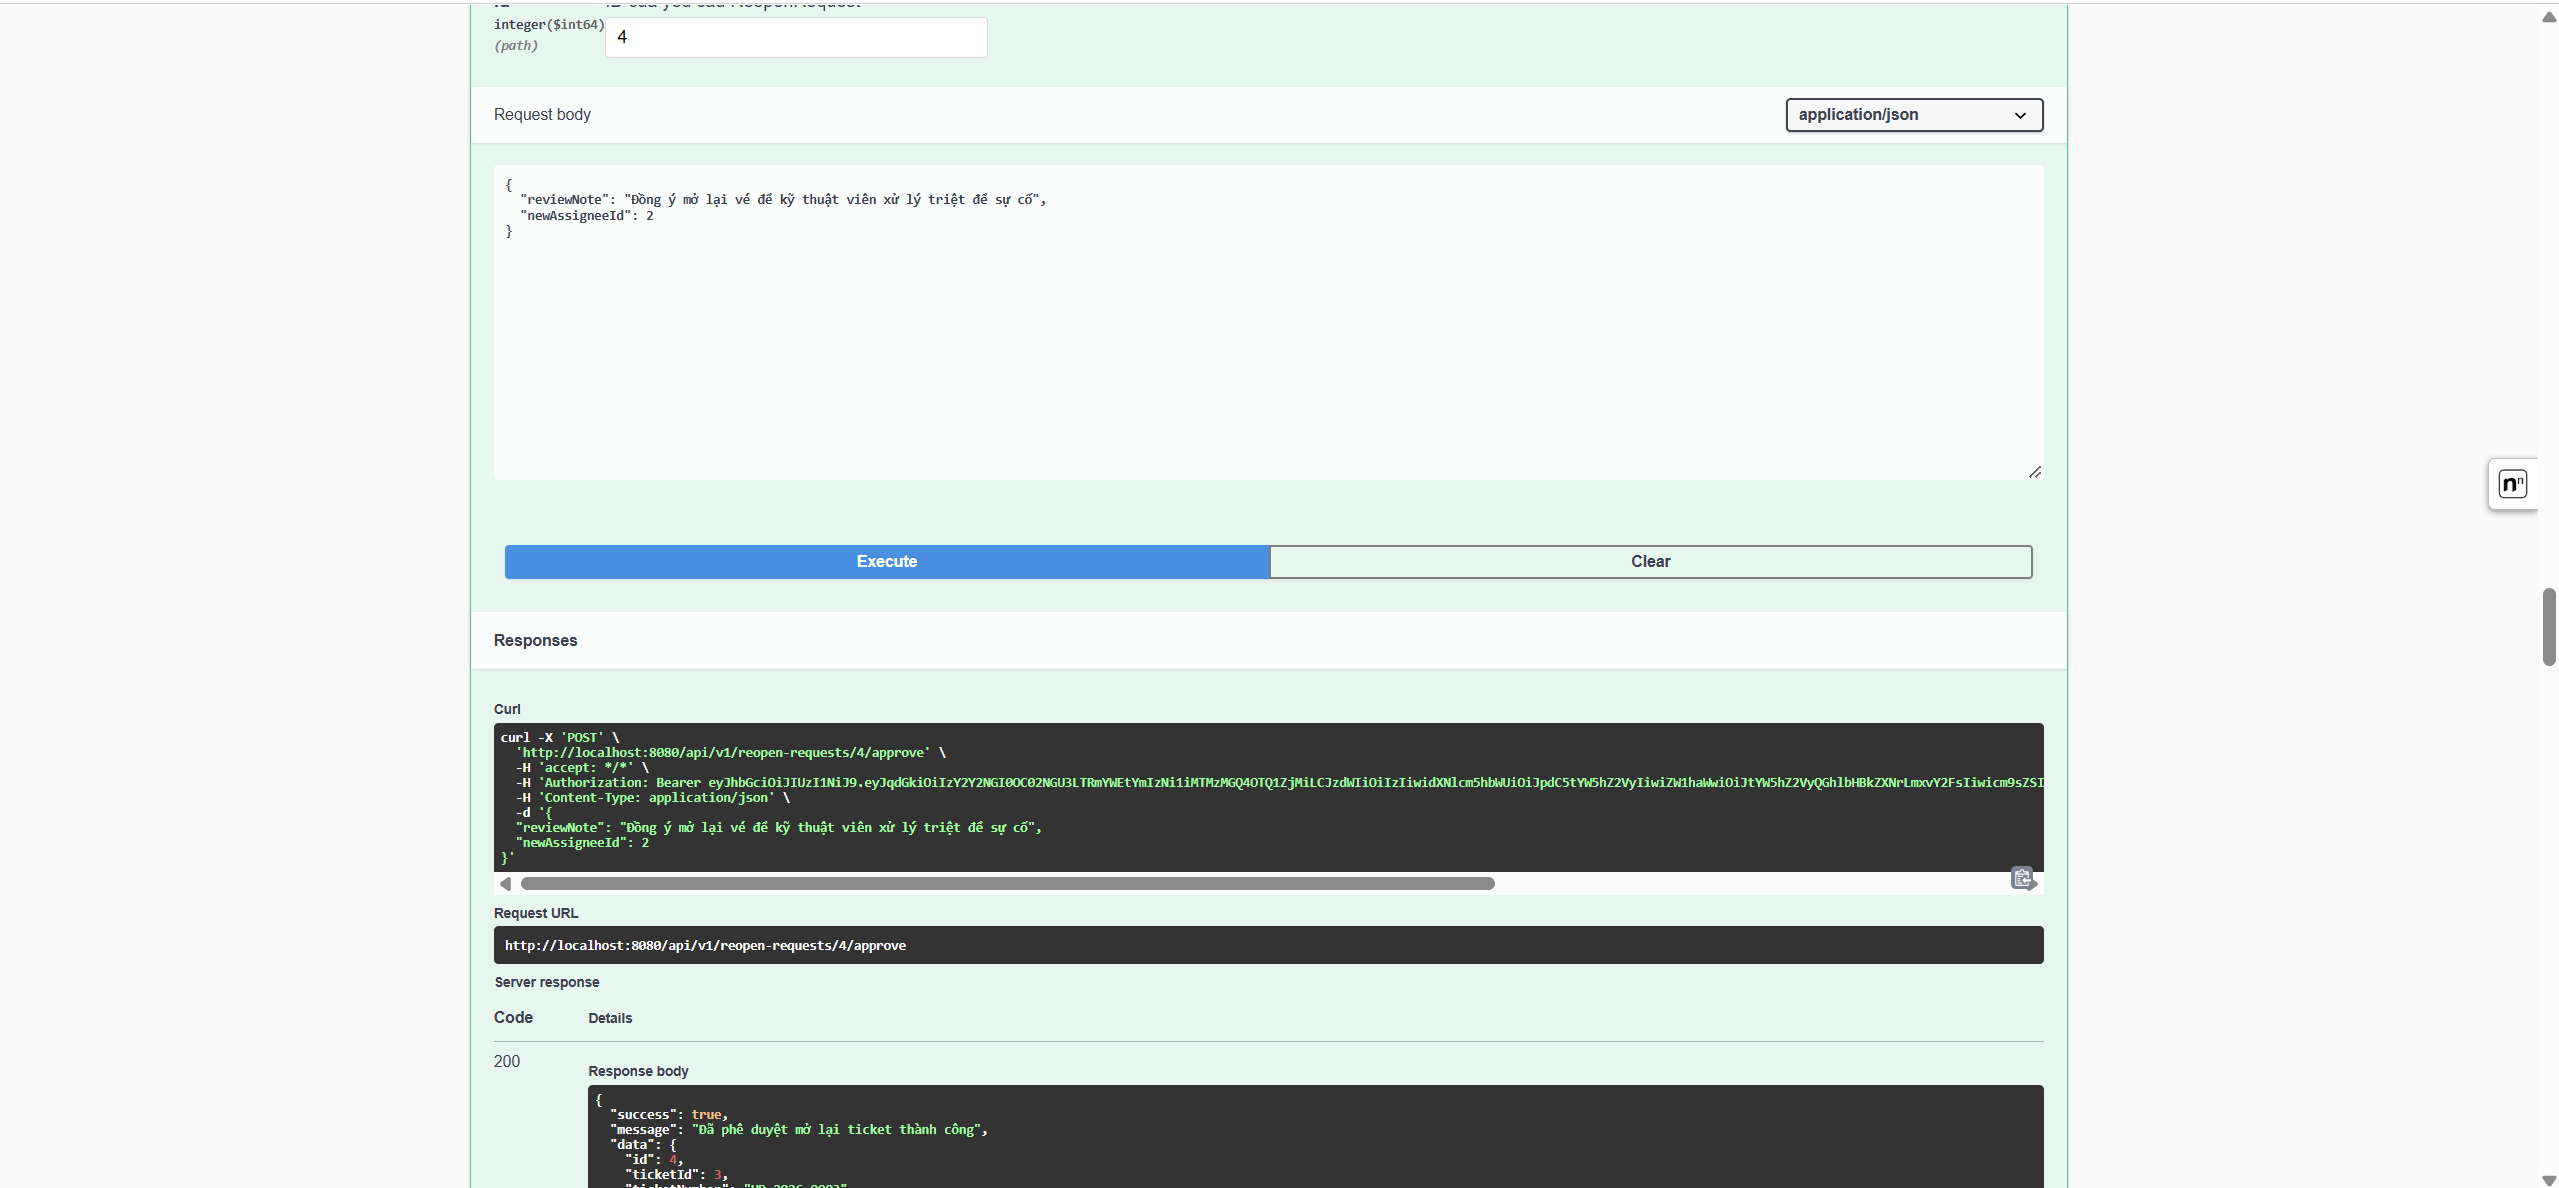 integer($int64)
(path)
4
Request body
application/json
{
"reviewNote": "Đồng ý mở lại vé để kỹ thuật viên xử lý triệt để sự cố",
"newAssigneeId": 2
}
Execute
Clear
Responses
Curl
curl -X 'POST' \
'http://localhost:8080/api/v1/reopen-requests/4/approve' \
-H 'accept: */*' \
-H 'Authorization: Bearer
-H 'Content-Type: application/json' \
-d '{
"reviewNote": "Đồng ý mở lại vé để kỹ thuật viên xử lý triệt để sự cố",
"newAssigneeId": 2
}'
Request URL
http://localhost:8080/api/v1/reopen-requests/4/approve
Server response
Code
Details
200
Response body
{
"success": true,
"message": "Đã phê duyệt mở lại ticket thành công",
"data": {
"id": 4,
"ticketId": 3,